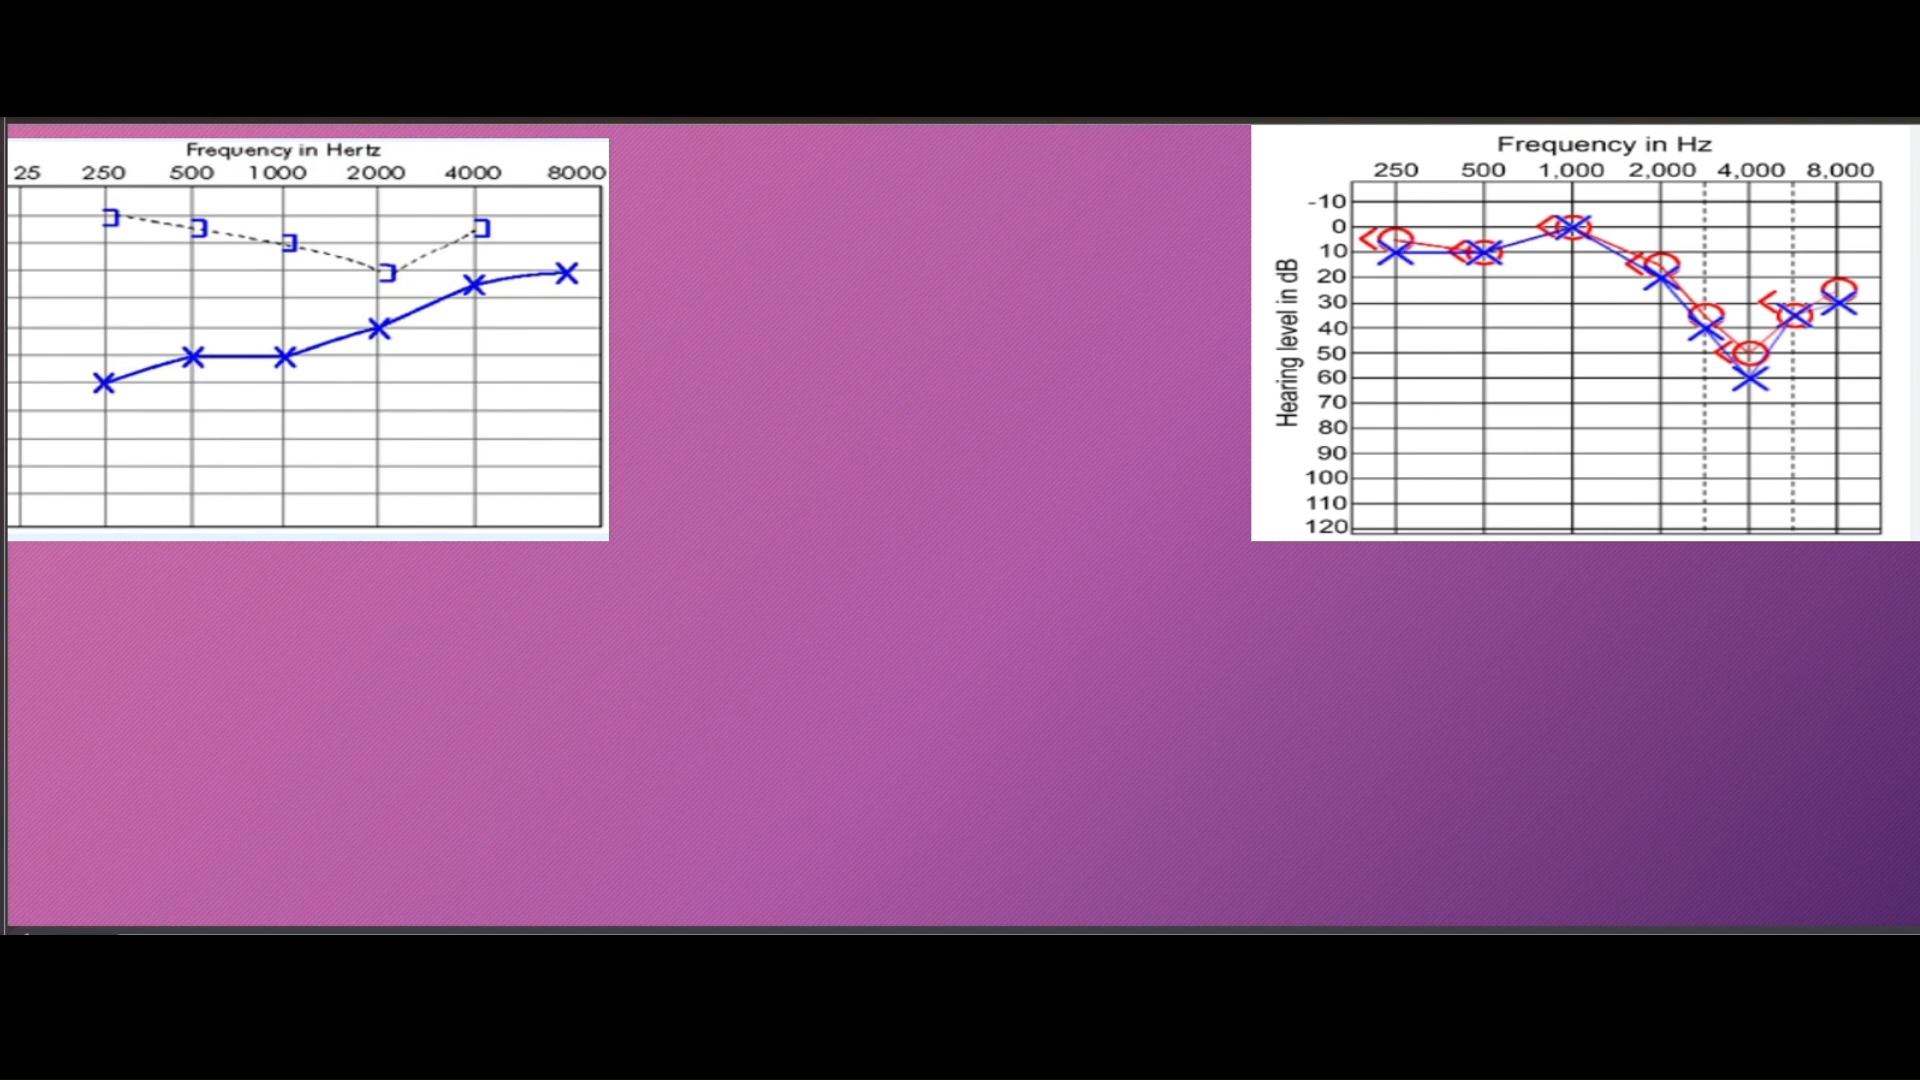 Frequency in Hertz
25 250 500 1000 2000 4000 8000
Frequency in Hz
250 500 1,000 2,000 4,000 8,000
Hearing level in dB
-10
0
10
20
30
40
50
60
70
80
90
100
110
120